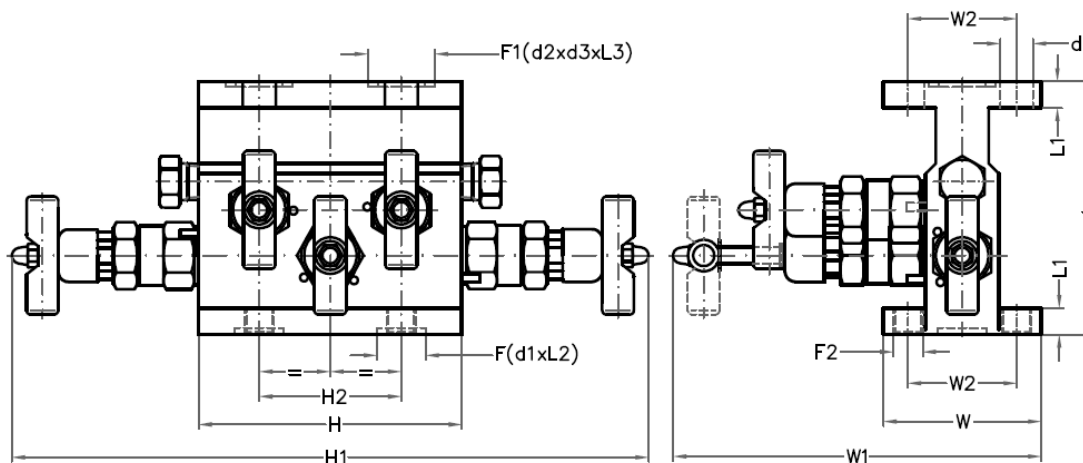 F1(d2xd3xL3)
F(d1xL2)
=
=
H2
H
H1
W2
d
L1
L1
F2
W2
W
W1